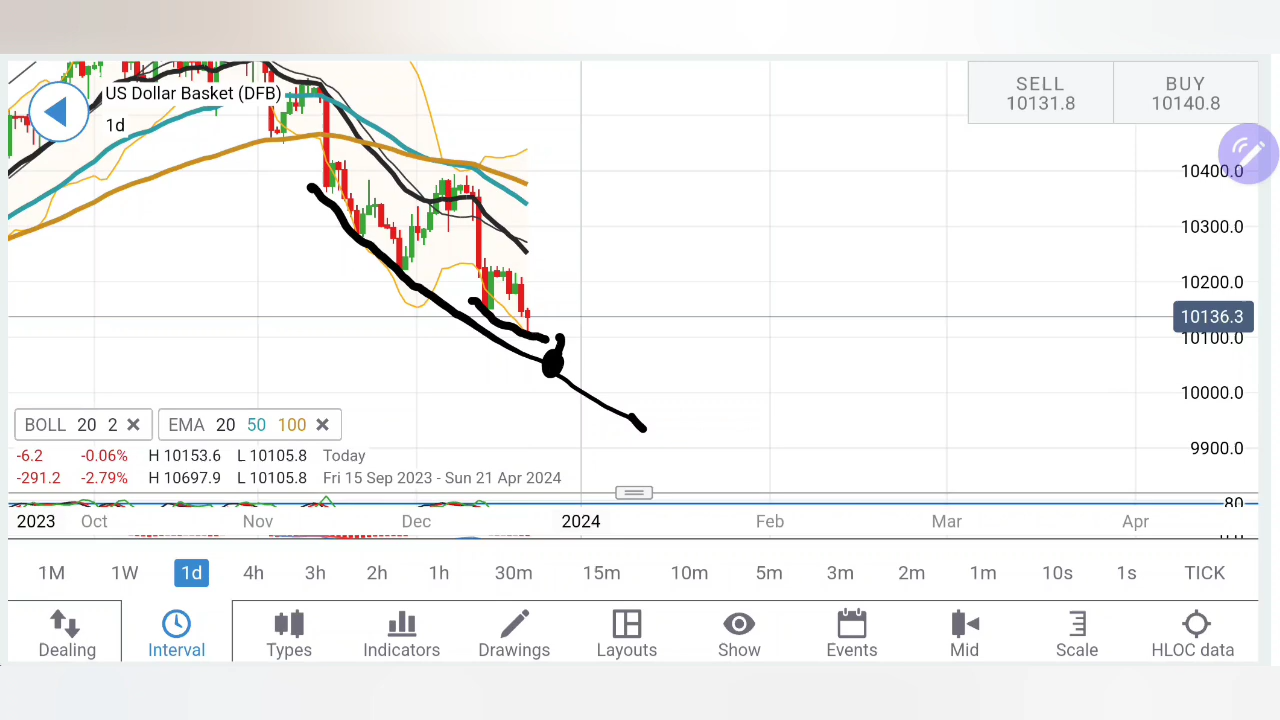 US Dollar Basket (DFB)
1d
SELL
10131.8
BUY
10140.8
10400.0
10300.0
10200.0
10136.3
10100.0
10000.0
9900.0
BOLL 20 2
EMA 20 50 100
-6.2 -0.06% H 10153.6 L 10105.8 Today
-291.2 -2.79% H 10697.9 L 10105.8 Fri 15 Sep 2023 - Sun 21 Apr 2024
80
2023 Oct Nov Dec 2024 Feb Mar Apr
1M 1W 1d 4h 3h 2h 1h 30m 15m 10m 5m 3m 2m 1m 10s 1s TICK
Dealing Interval Types Indicators Drawings Layouts Show Events Mid Scale HLOC data